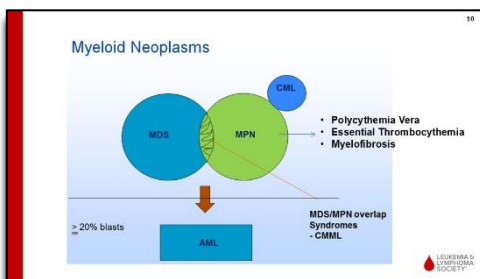 10
Myeloid Neoplasms
CML
MDS
MPN
• Polycythemia Vera
• Essential Thrombocythemia
• Myelofibrosis
≥ 20% blasts
AML
MDS/MPN overlap
Syndromes
- CMML
LEUKEMIA &
LYMPHOMA
SOCIETY®